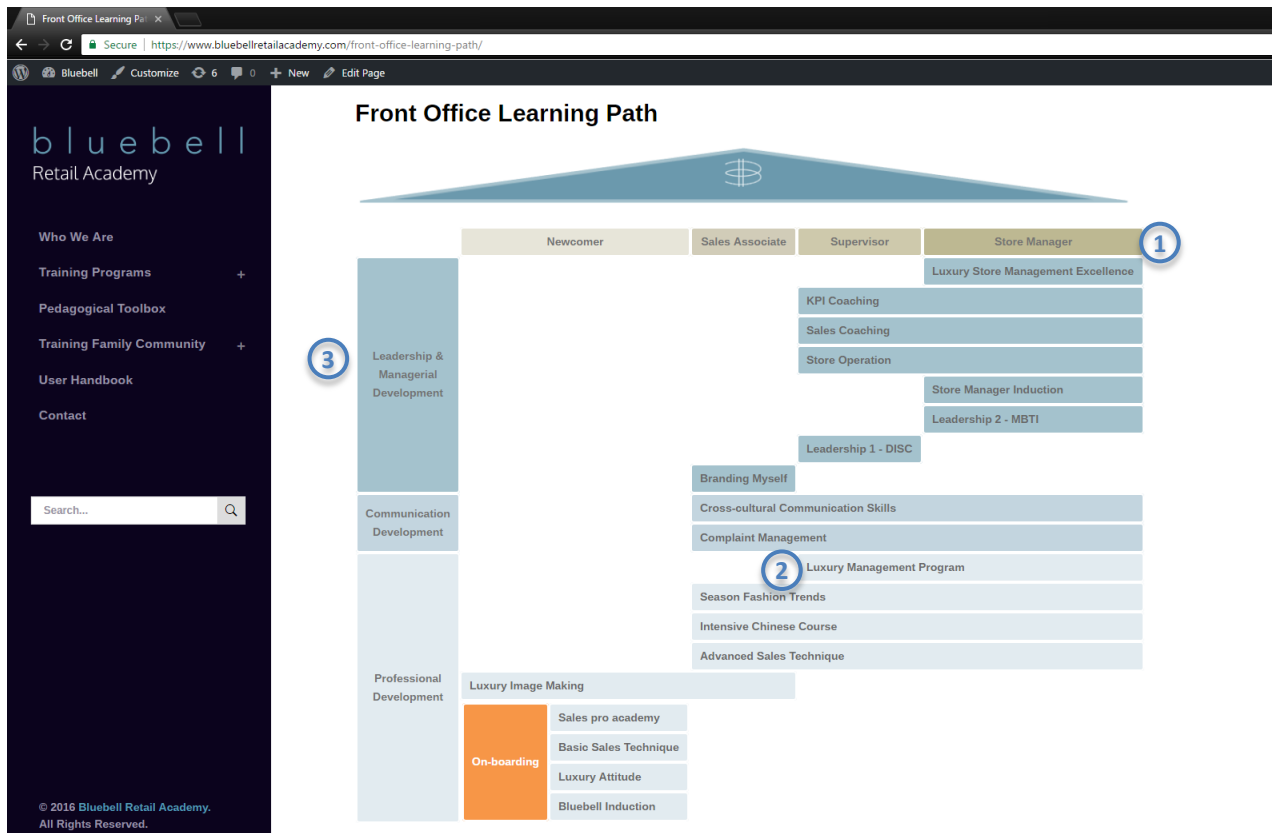 Front Office Learning Pa
Secure | https://www.bluebellretailacademy.com/front-office-learning-path/
Bluebell Customize 6 0 + New Edit Page
bluebell
Retail Academy
Who We Are
Training Programs +
Pedagogical Toolbox
Training Family Community +
User Handbook
Contact
Search...
© 2016 Bluebell Retail Academy.
All Rights Reserved.
Front Office Learning Path
Newcomer Sales Associate Supervisor Store Manager 1
3
Leadership &
Managerial
Development
Luxury Store Management Excellence
KPI Coaching
Sales Coaching
Store Operation
Store Manager Induction
Leadership 2 - MBTI
Leadership 1 - DISC
Branding Myself
Communication
Development
Cross-cultural Communication Skills
Complaint Management
Professional
Development
2 Luxury Management Program
Season Fashion Trends
Intensive Chinese Course
Advanced Sales Technique
Luxury Image Making
On-boarding
Sales pro academy
Basic Sales Technique
Luxury Attitude
Bluebell Induction